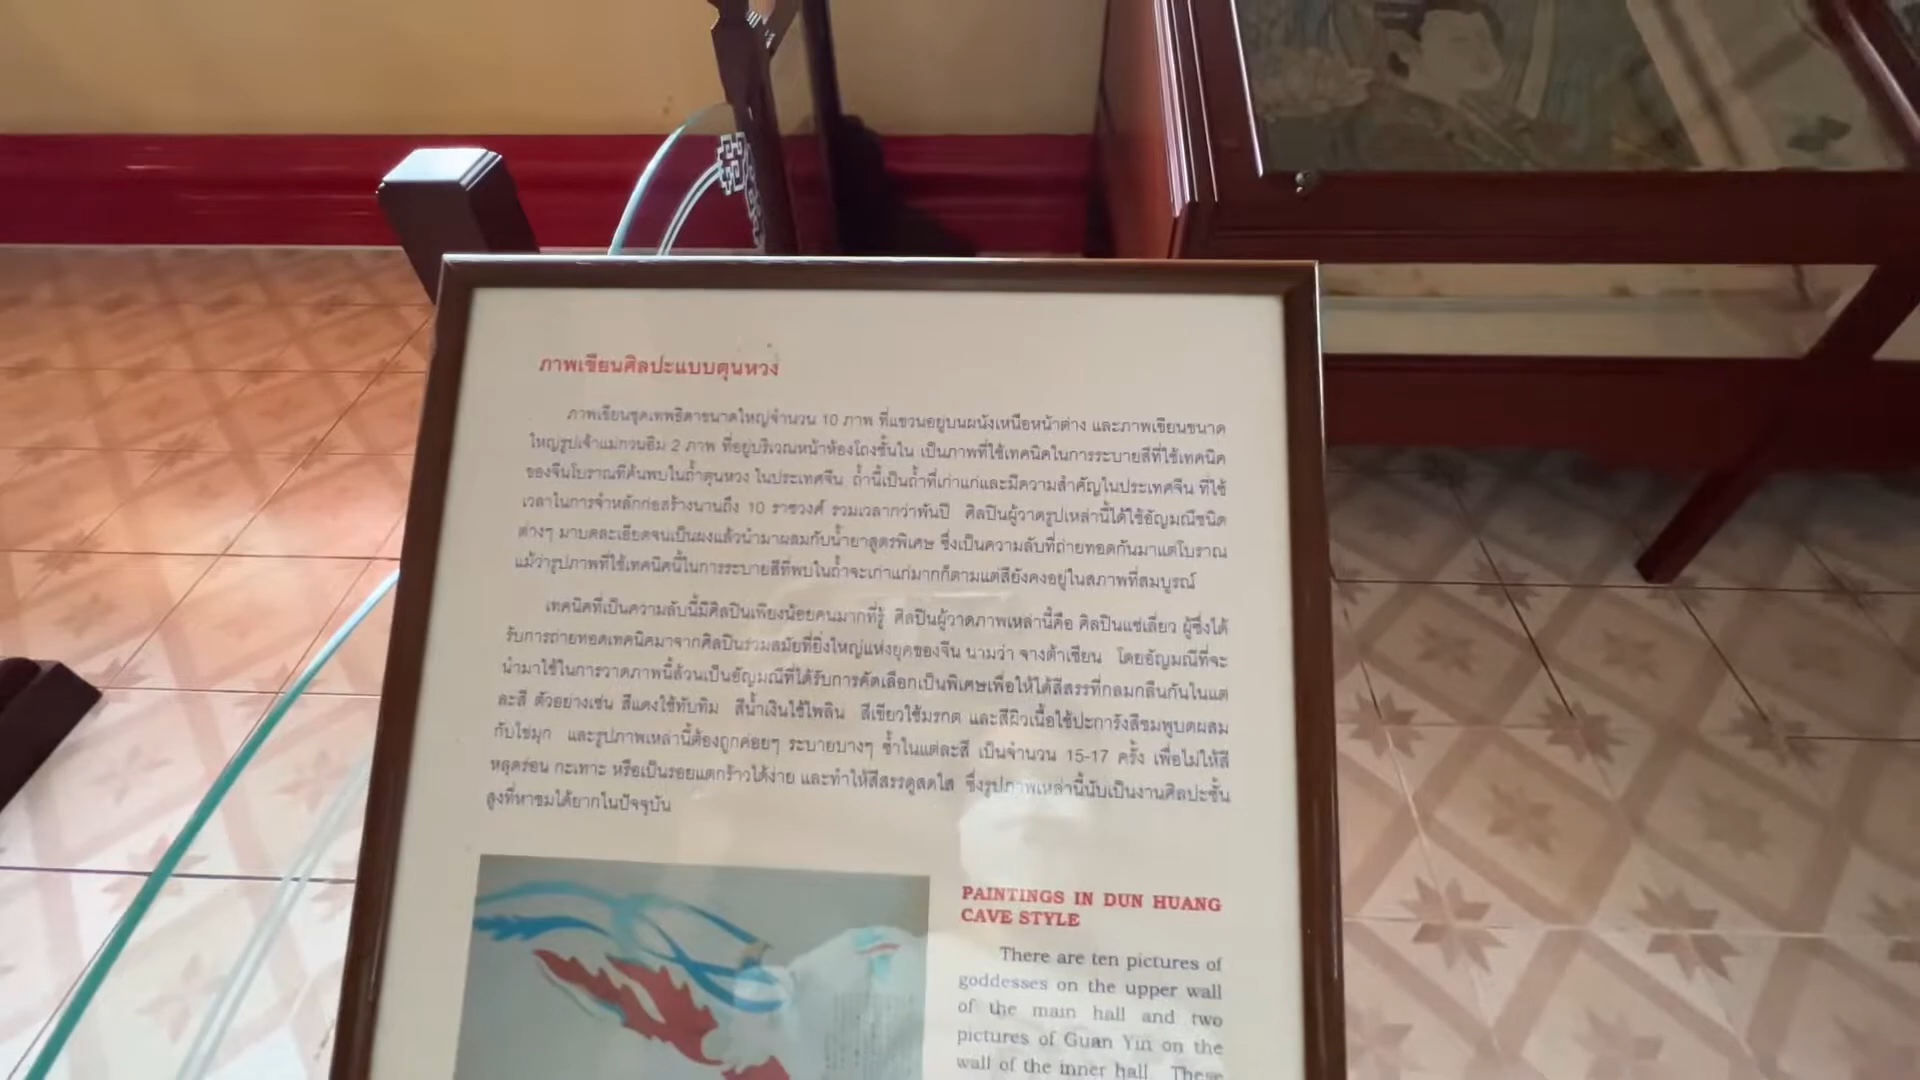 ภาพเขียนศิลปะแบบตุนหวง
ภาพเขียนชุดเทพธิดาขนาดใหญ่จำนวน 10 ภาพ ที่แขวนอยู่บนผนังเหนือหน้าต่าง และภาพเขียนขนาด
ใหญ่รูปเจ้าแม่กวนอิม 2 ภาพ ที่อยู่บริเวณหน้าห้องโถงชั้นใน เป็นภาพที่ใช้เทคนิคในการระบายสีที่ใช้เทคนิค
ของจีนโบราณที่ค้นพบในถ้ำตุนหวง ในประเทศจีน ถ้ำนี้เป็นถ้ำที่เก่าแก่และมีความสำคัญในประเทศจีน ที่ใช้
เวลาในการจำหลักก่อสร้างนานถึง 10 ราชวงศ์ รวมเวลากว่าพันปี ศิลปินผู้วาดรูปเหล่านี้ได้ใช้อัญมณีชนิด
ต่างๆ มาบดละเอียดจนเป็นผงแล้วนำมาผสมกับน้ำยาสูตรพิเศษ ซึ่งเป็นความลับที่ถ่ายทอดกันมาแต่โบราณ
แม้ว่ารูปภาพที่ใช้เทคนิคนี้ในการระบายสีที่พบในถ้ำจะเก่าแก่มากก็ตามแต่สียังคงอยู่ในสภาพที่สมบูรณ์
เทคนิคที่เป็นความลับนี้มีศิลปินเพียงน้อยคนมากที่รู้ ศิลปินผู้วาดภาพเหล่านี้คือ ศิลปินแซ่เลี่ยว ผู้ซึ่งได้
รับการถ่ายทอดเทคนิคมาจากศิลปินร่วมสมัยที่ยิ่งใหญ่แห่งยุคของจีน นามว่า จางต้าเชียน โดยอัญมณีที่จะ
นำมาใช้ในการวาดภาพนี้ล้วนเป็นอัญมณีที่ได้รับการคัดเลือกเป็นพิเศษเพื่อให้ได้สีสรรที่กลมกลืนกันในแต่
ละสี ตัวอย่างเช่น สีแดงใช้ทับทิม สีน้ำเงินใช้ไพลิน สีเขียวใช้มรกต และสีผิวเนื้อใช้ปะการังสีชมพูบดผสม
กับไข่มุก และรูปภาพเหล่านี้ต้องถูกค่อยๆ ระบายบางๆ ซ้ำในแต่ละสี เป็นจำนวน 15-17 ครั้ง เพื่อไม่ให้สี
หลุดร่อน กะเทาะ หรือเป็นรอยแตกร้าวได้ง่าย และทำให้สีสรรดูสดใส ซึ่งรูปภาพเหล่านี้นับเป็นงานศิลปะชั้น
สูงที่หาชมได้ยากในปัจจุบัน
PAINTINGS IN DUN HUANG
CAVE STYLE
There are ten pictures of
goddesses on the upper wall
of the main hall and two
pictures of Guan Yin on the
wall of the inner hall. These